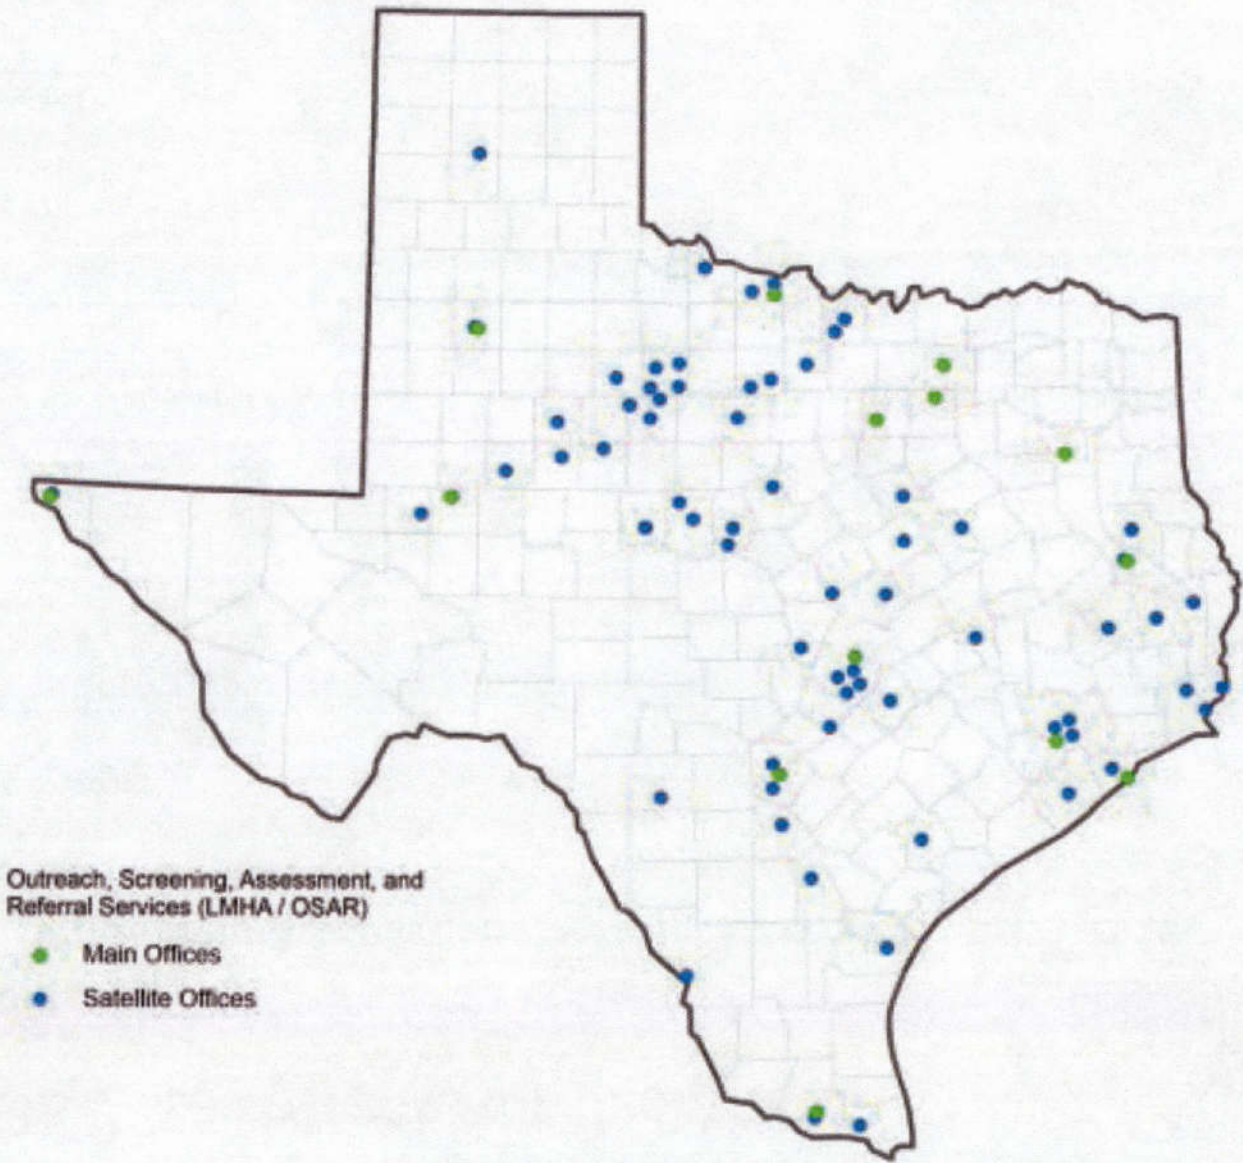 Outreach, Screening, Assessment, and
Referral Services (LMHA / OSAR)
Main Offices
Satellite Offices